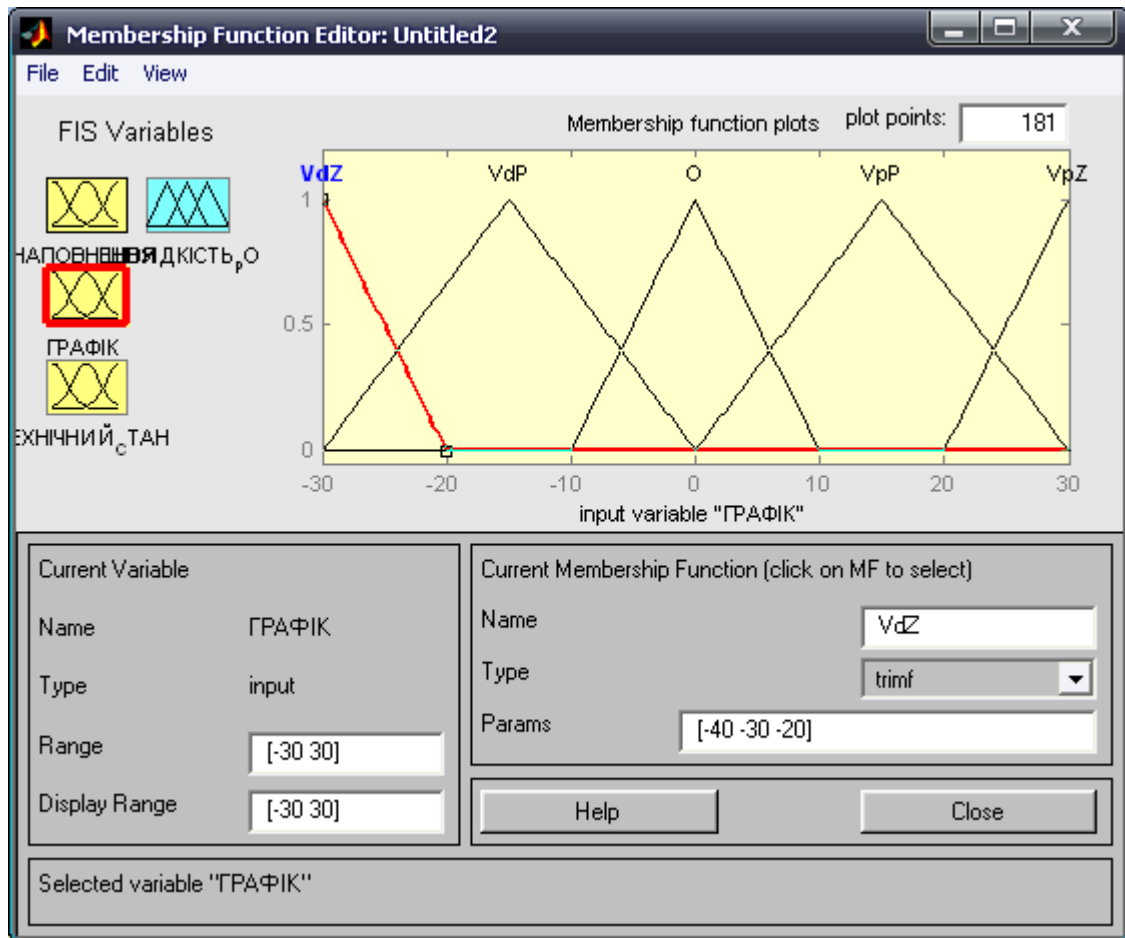 Membership Function Editor: Untitled2
File Edit View
FIS Variables
Membership function plots plot points: 181
VdZ VdP O VpP VpZ
1
0.5
0
-30 -20 -10 0 10 20 30
input variable "ГРАФІК"
ГРАФІК
Current Variable
Name ГРАФІК
Type input
Range [-30 30]
Display Range [-30 30]
Current Membership Function (click on MF to select)
Name VdZ
Type trimf
Params [-40 -30 -20]
Help Close
Selected variable "ГРАФІК"